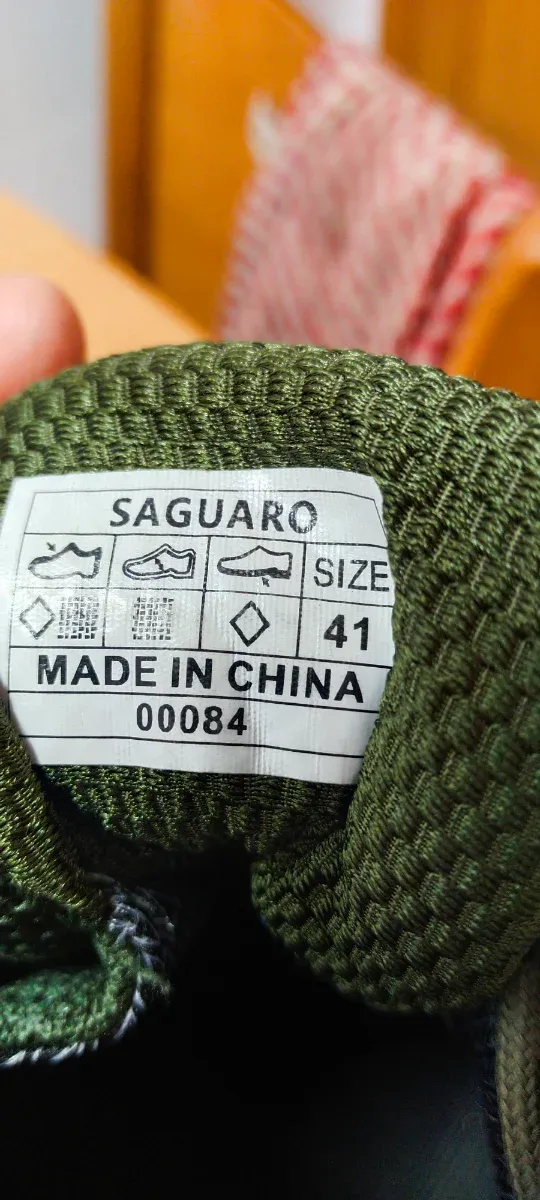 SAGUARO
SIZE
41
MADE IN CHINA
00084